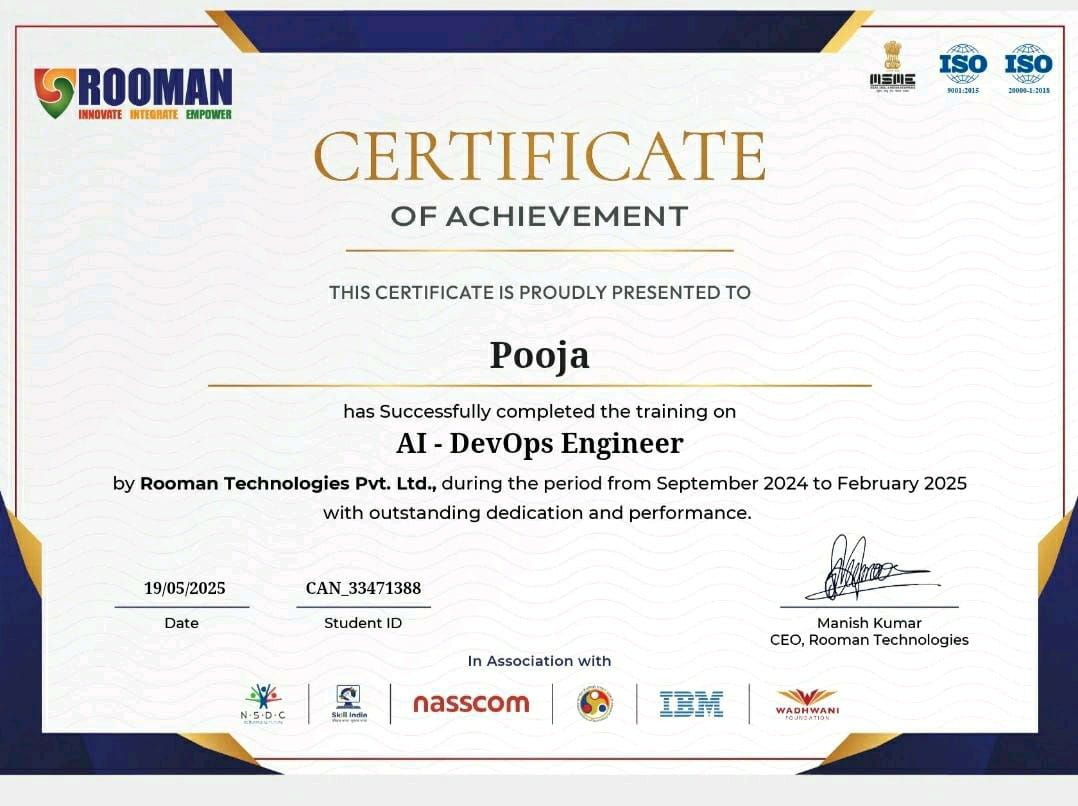 ROOMAN
INNOVATE INTEGRATE EMPOWER
MSME
ISO
9001:2015
ISO
20000-1:2018
CERTIFICATE
OF ACHIEVEMENT
THIS CERTIFICATE IS PROUDLY PRESENTED TO
Pooja
has Successfully completed the training on
AI - DevOps Engineer
by Rooman Technologies Pvt. Ltd., during the period from September 2024 to February 2025
with outstanding dedication and performance.
19/05/2025
Date
CAN_33471388
Student ID
Manish Kumar
CEO, Rooman Technologies
In Association with
N·S·D·C
Skill India
nasscom
IBM
WADHWANI
FOUNDATION